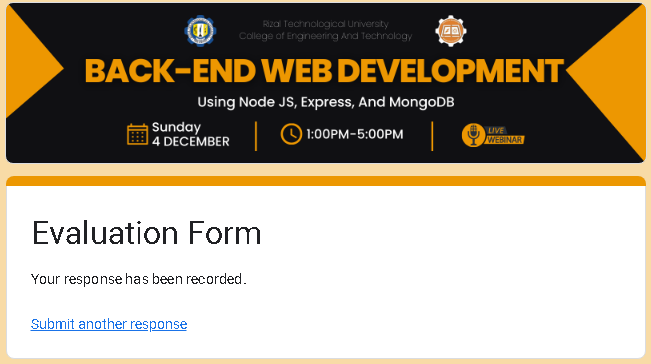 Rizal Technological University
College of Engineering And Technology
BACK-END WEB DEVELOPMENT
Using Node JS, Express, And MongoDB
Sunday
4 DECEMBER
1:00PM-5:00PM
LIVE
WEBINAR
Evaluation Form
Your response has been recorded.
Submit another response